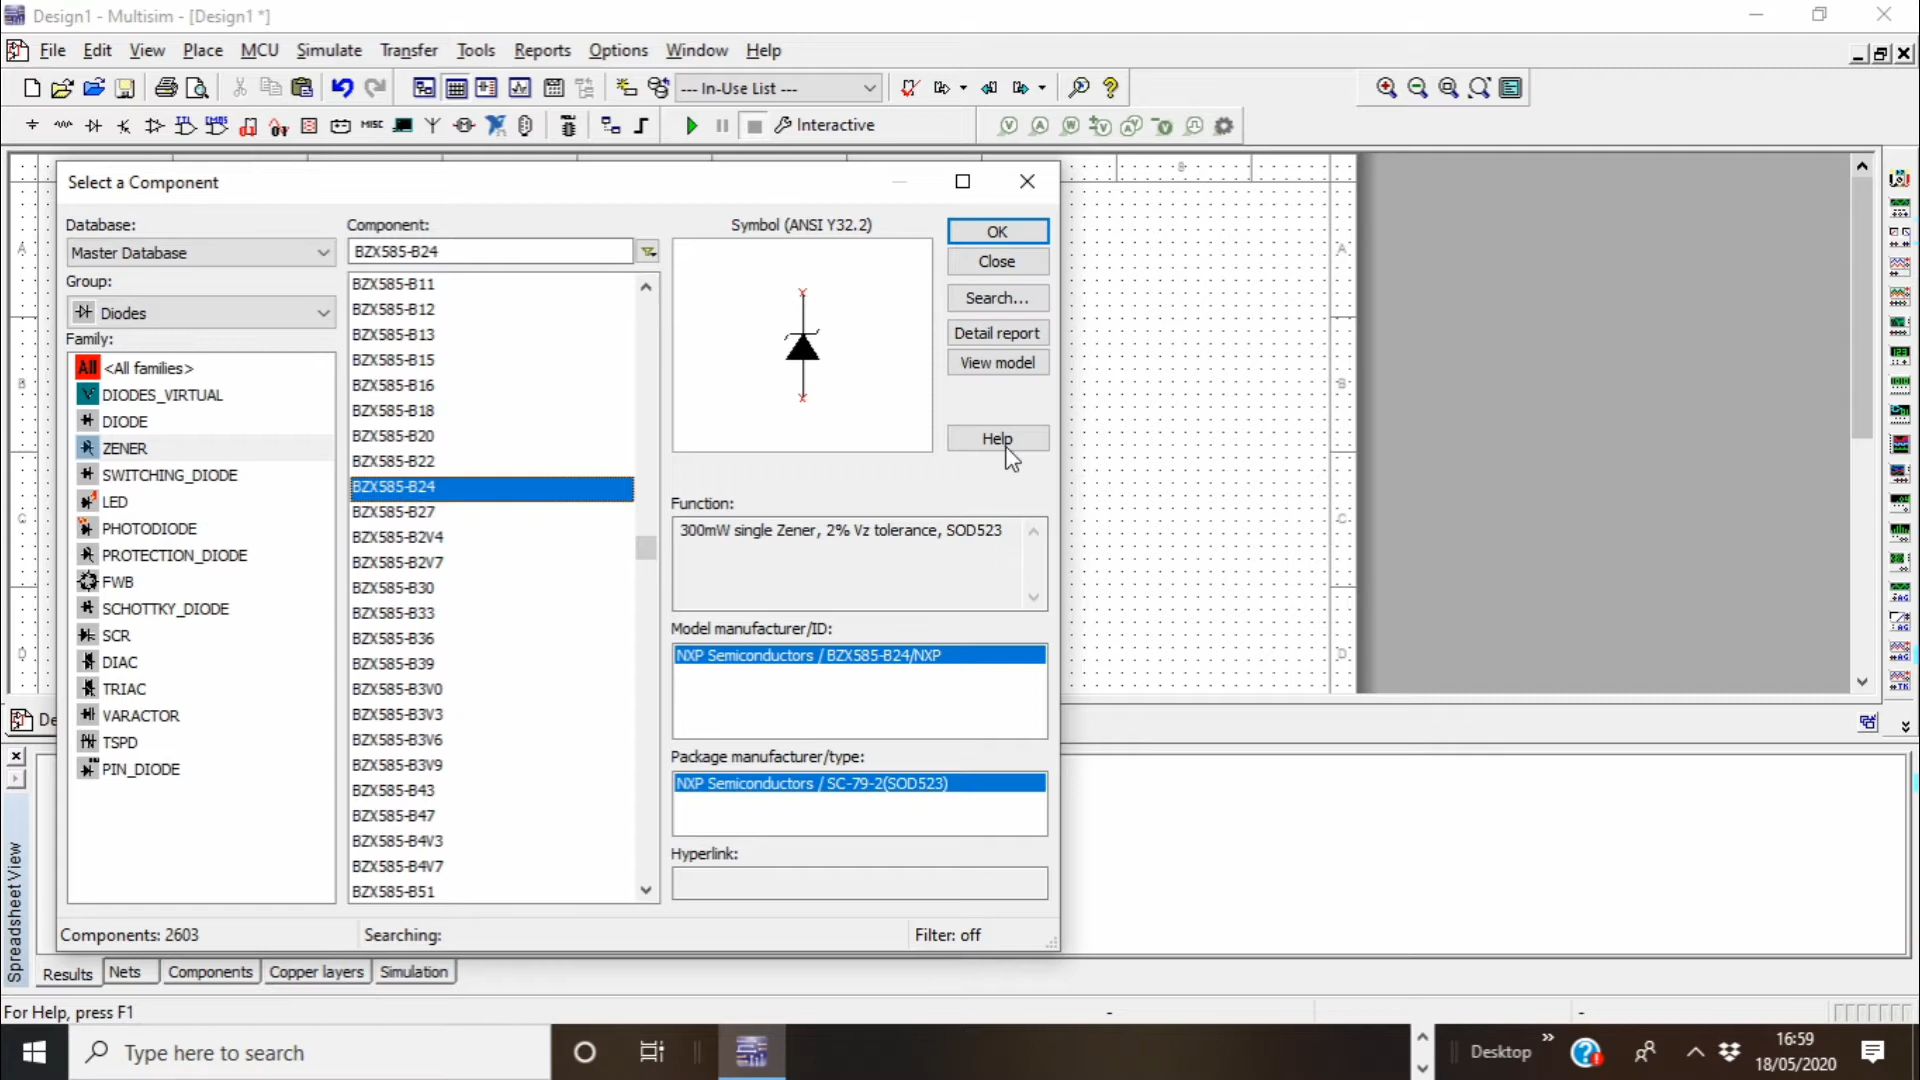 Design1 - Multisim - [Design1 *]
File Edit View Place MCU Simulate Transfer Tools Reports Options Window Help
--- In-Use List ---
MISC Interactive
Select a Component
Database:
Master Database
Group:
Diodes
Family:
All <All families>
DIODES_VIRTUAL
DIODE
ZENER
SWITCHING_DIODE
LED
PHOTODIODE
PROTECTION_DIODE
FWB
SCHOTTKY_DIODE
SCR
DIAC
TRIAC
VARACTOR
TSPD
PIN_DIODE
Component:
BZX585-B24
BZX585-B11
BZX585-B12
BZX585-B13
BZX585-B15
BZX585-B16
BZX585-B18
BZX585-B20
BZX585-B22
BZX585-B24
BZX585-B27
BZX585-B2V4
BZX585-B2V7
BZX585-B30
BZX585-B33
BZX585-B36
BZX585-B39
BZX585-B3V0
BZX585-B3V3
BZX585-B3V6
BZX585-B3V9
BZX585-B43
BZX585-B47
BZX585-B4V3
BZX585-B4V7
BZX585-B51
Symbol (ANSI Y32.2)
OK
Close
Search...
Detail report
View model
Help
Function:
300mW single Zener, 2% Vz tolerance, SOD523
Model manufacturer/ID:
NXP Semiconductors / BZX585-B24/NXP
Package manufacturer/type:
NXP Semiconductors / SC-79-2(SOD523)
Hyperlink:
Components: 2603
Searching:
Filter: off
De
Spreadsheet View
Results Nets Components Copper layers Simulation
For Help, press F1
Type here to search
Desktop
16:59
18/05/2020